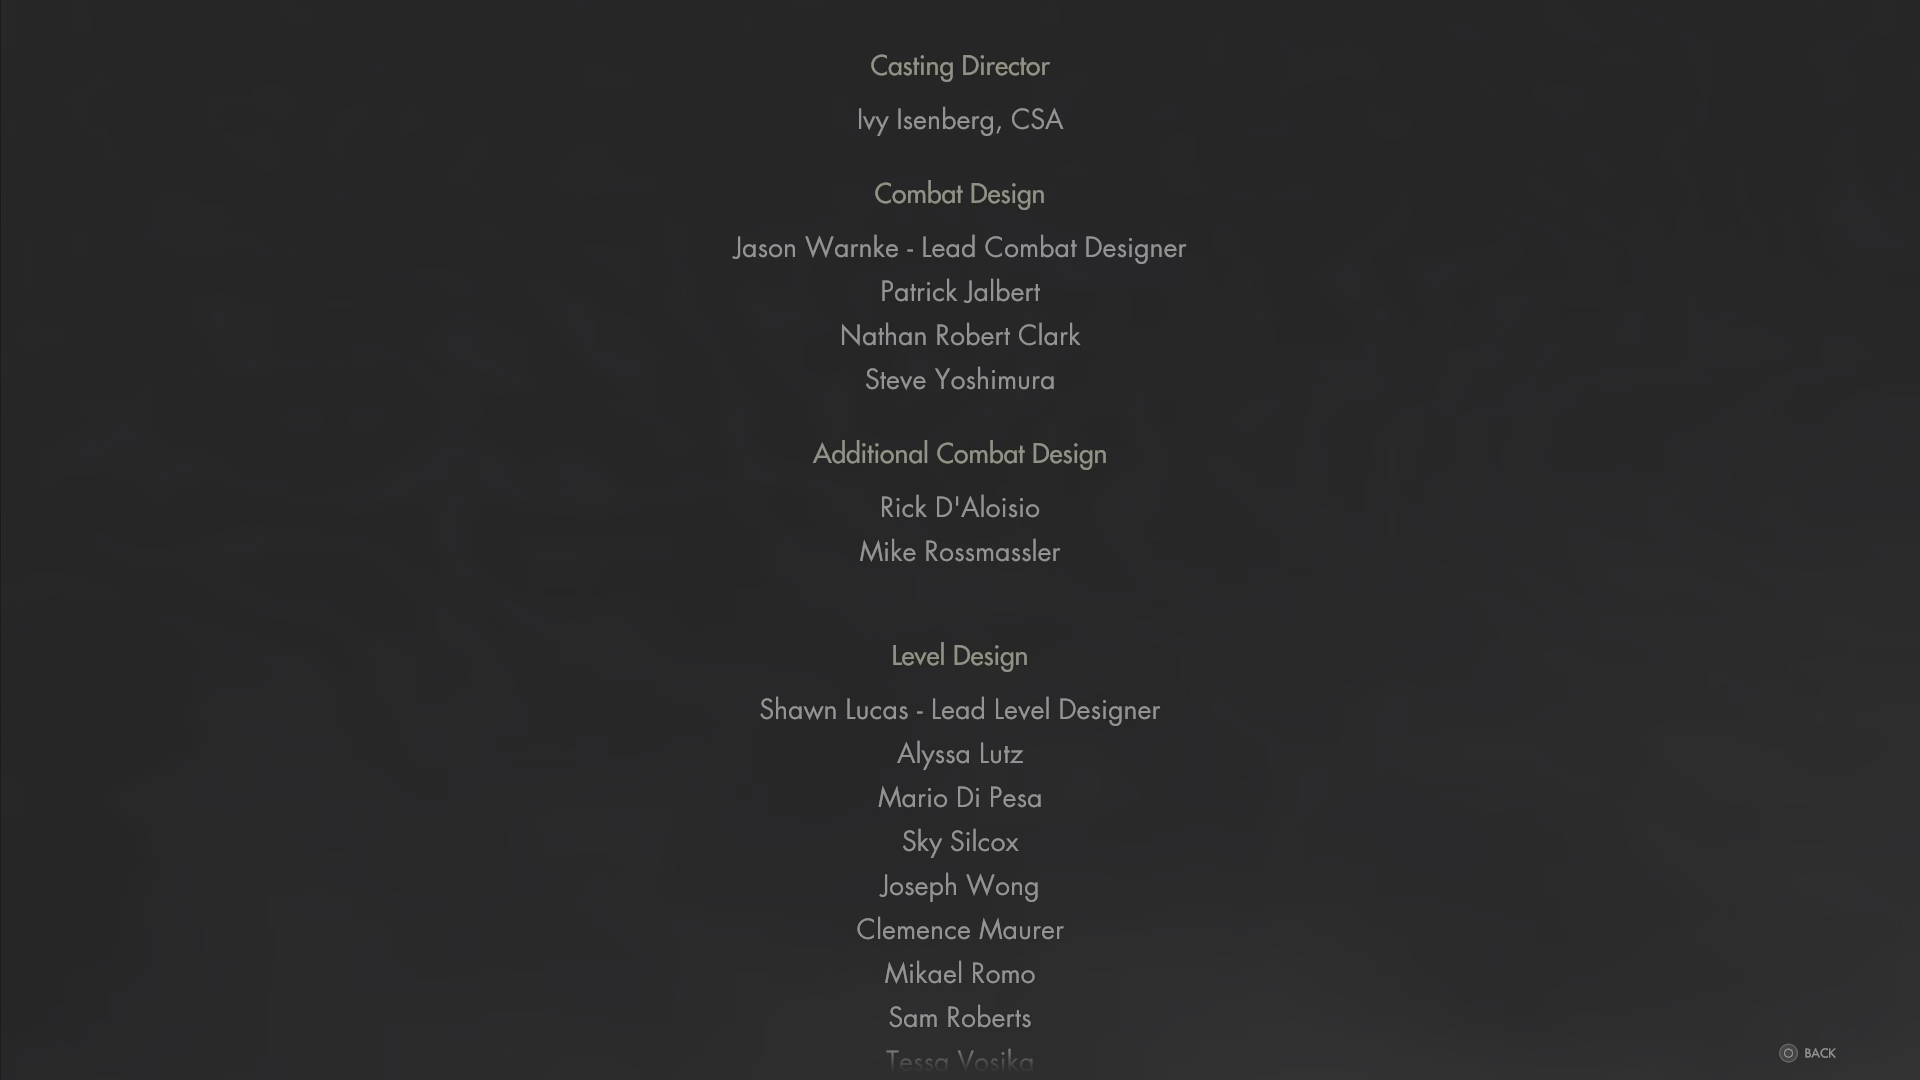 Casting Director
Ivy Isenberg, CSA
Combat Design
Jason Warnke - Lead Combat Designer
Patrick Jalbert
Nathan Robert Clark
Steve Yoshimura
Additional Combat Design
Rick D'Aloisio
Mike Rossmassler
Level Design
Shawn Lucas - Lead Level Designer
Alyssa Lutz
Mario Di Pesa
Sky Silcox
Joseph Wong
Clemence Maurer
Mikael Romo
Sam Roberts
Tessa Vosika
BACK